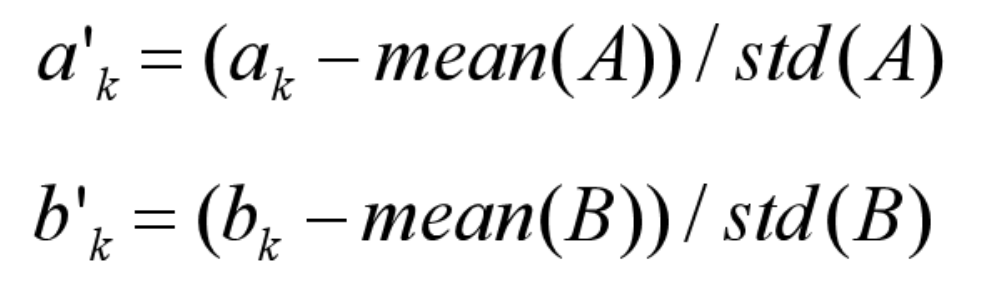 a'ₖ = (aₖ − mean(A)) / std(A)
b'ₖ = (bₖ − mean(B)) / std(B)